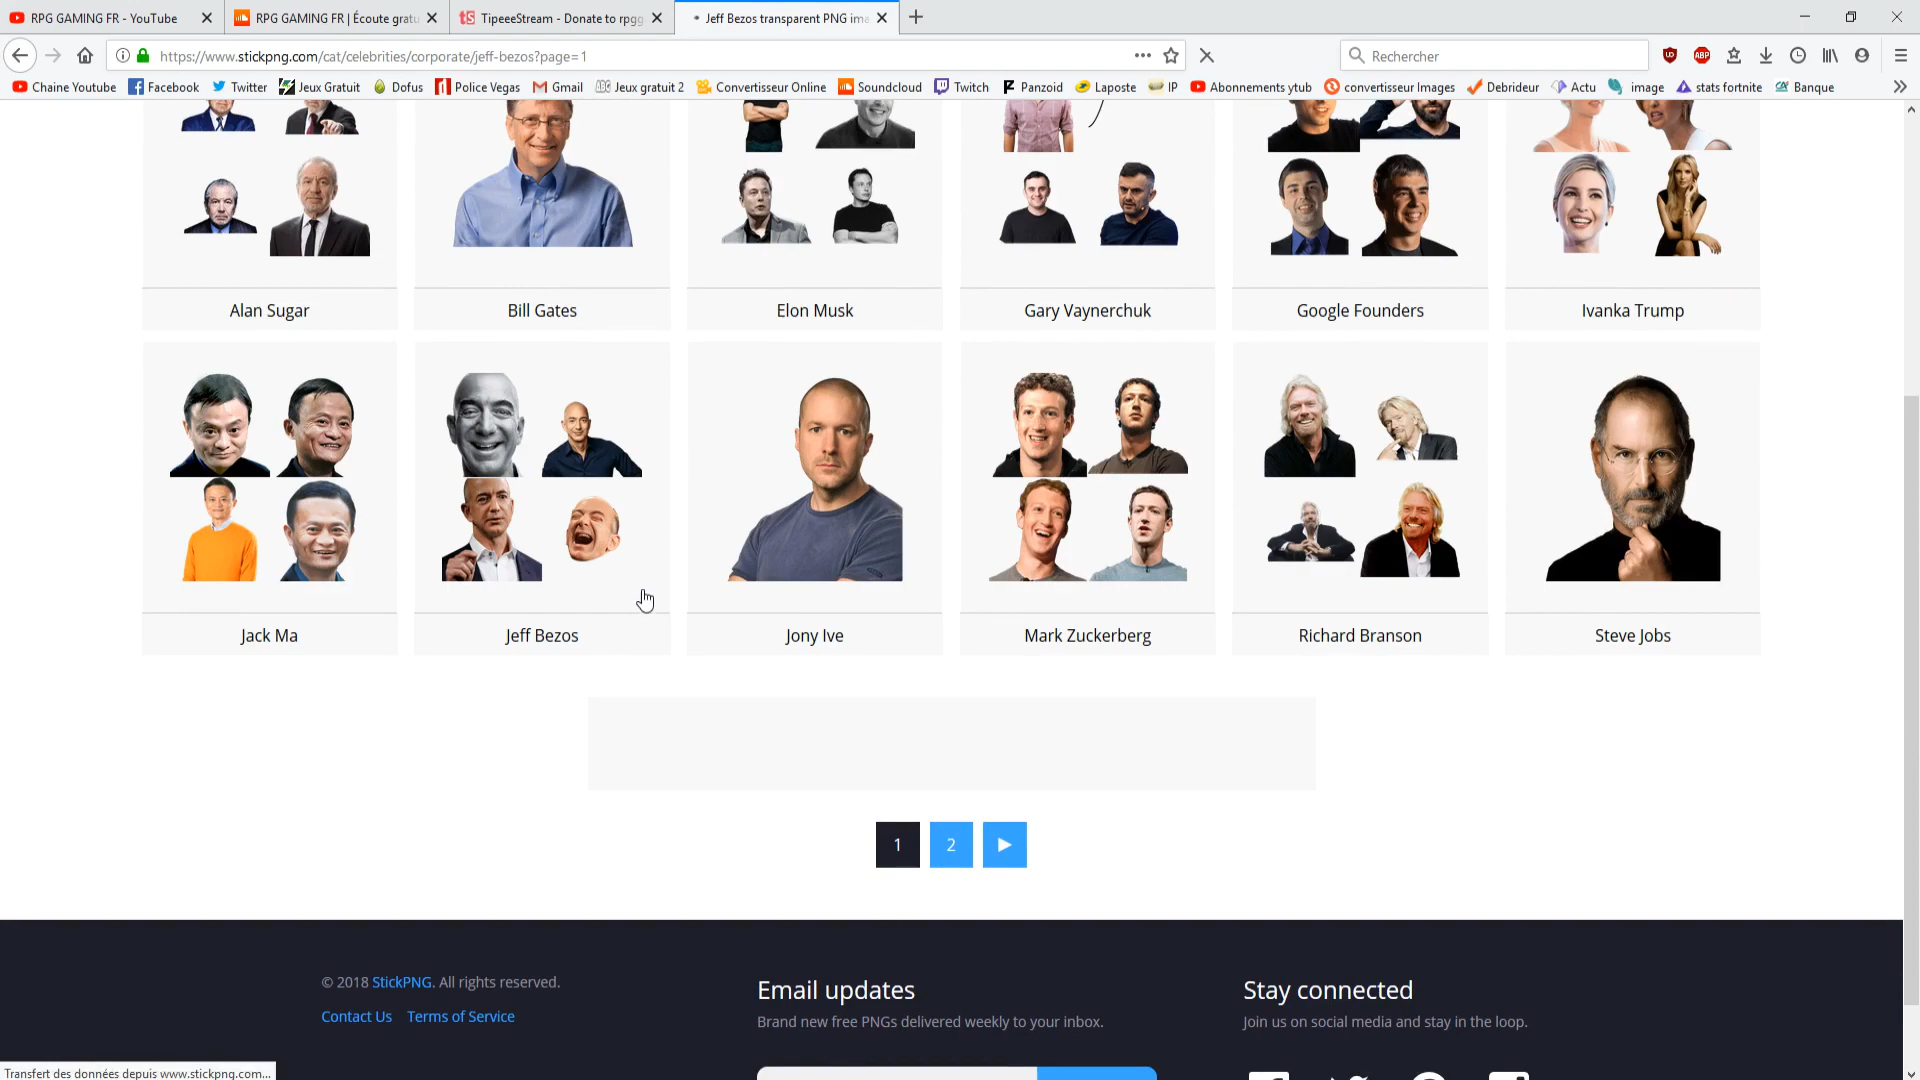 RPG GAMING FR - YouTube
RPG GAMING FR | Écoute gratu
TipeeeStream - Donate to rpgg
Jeff Bezos transparent PNG ima
https://www.stickpng.com/cat/celebrities/corporate/jeff-bezos?page=1
Rechercher
Chaine Youtube
Facebook
Twitter
Jeux Gratuit
Dofus
Police Vegas
Gmail
Jeux gratuit 2
Convertisseur Online
Soundcloud
Twitch
Panzoid
Laposte
IP
Abonnements ytub
convertisseur Images
Debrideur
Actu
image
stats fortnite
Banque
Alan Sugar
Bill Gates
Elon Musk
Gary Vaynerchuk
Google Founders
Ivanka Trump
Jack Ma
Jeff Bezos
Jony Ive
Mark Zuckerberg
Richard Branson
Steve Jobs
1
2
© 2018 StickPNG. All rights reserved.
Contact Us
Terms of Service
Email updates
Brand new free PNGs delivered weekly to your inbox.
Stay connected
Join us on social media and stay in the loop.
Transfert des données depuis www.stickpng.com...